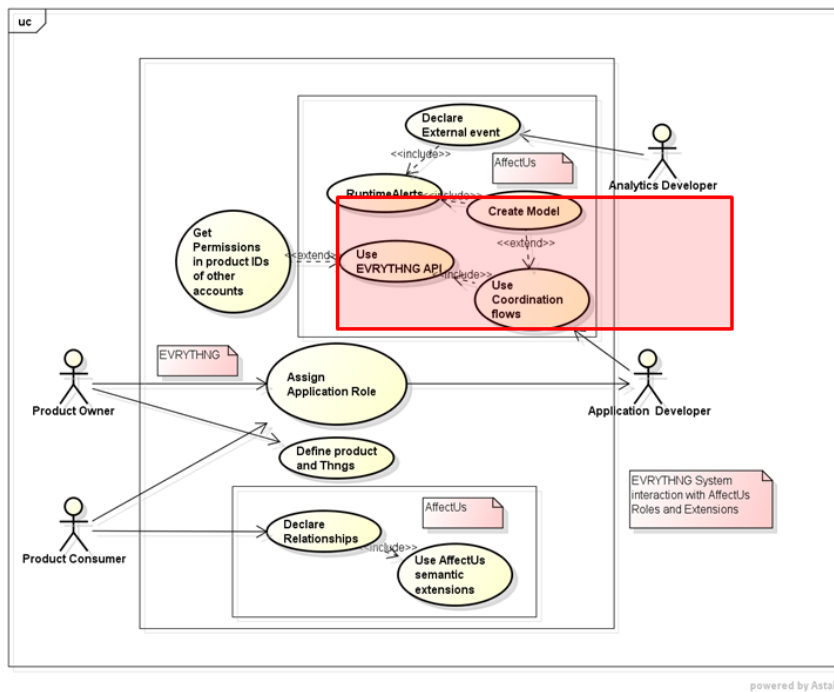 uc
Declare
External event
<<include>>
AffectUs
Analytics Developer
RuntimeAlerts
<<include>>
Create Model
Get
Permissions
in product IDs
of other
accounts
<<extend>>
Use
EVRYTHNG API
<<extend>>
<<include>>
Use
Coordination
flows
EVRYTHNG
Product Owner
Assign
Application Role
Application Developer
Define product
and Thngs
EVRYTHNG System
interaction with AffectUs
Roles and Extensions
AffectUs
Product Consumer
Declare
Relationships
<<include>>
Use AffectUs
semantic
extensions
powered by Asta